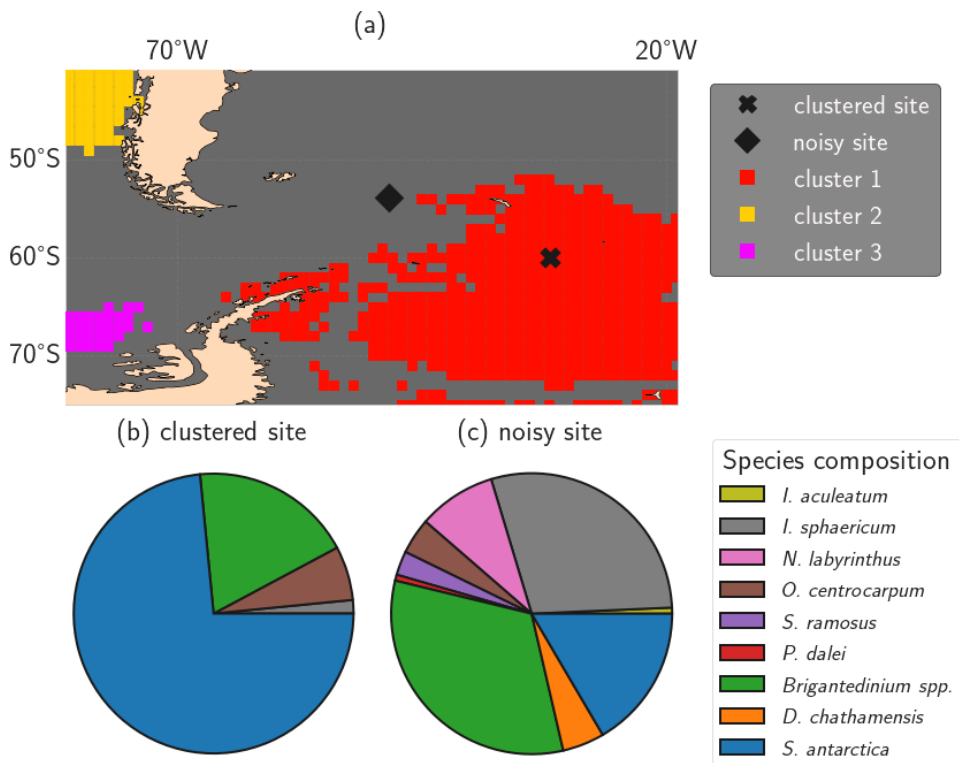 (a)
70°W 20°W
50°S
60°S
70°S
clustered site
noisy site
cluster 1
cluster 2
cluster 3
(b) clustered site
(c) noisy site
Species composition
I. aculeatum
I. sphaericum
N. labyrinthus
O. centrocarpum
S. ramosus
P. dalei
Brigantedinium spp.
D. chathamensis
S. antarctica